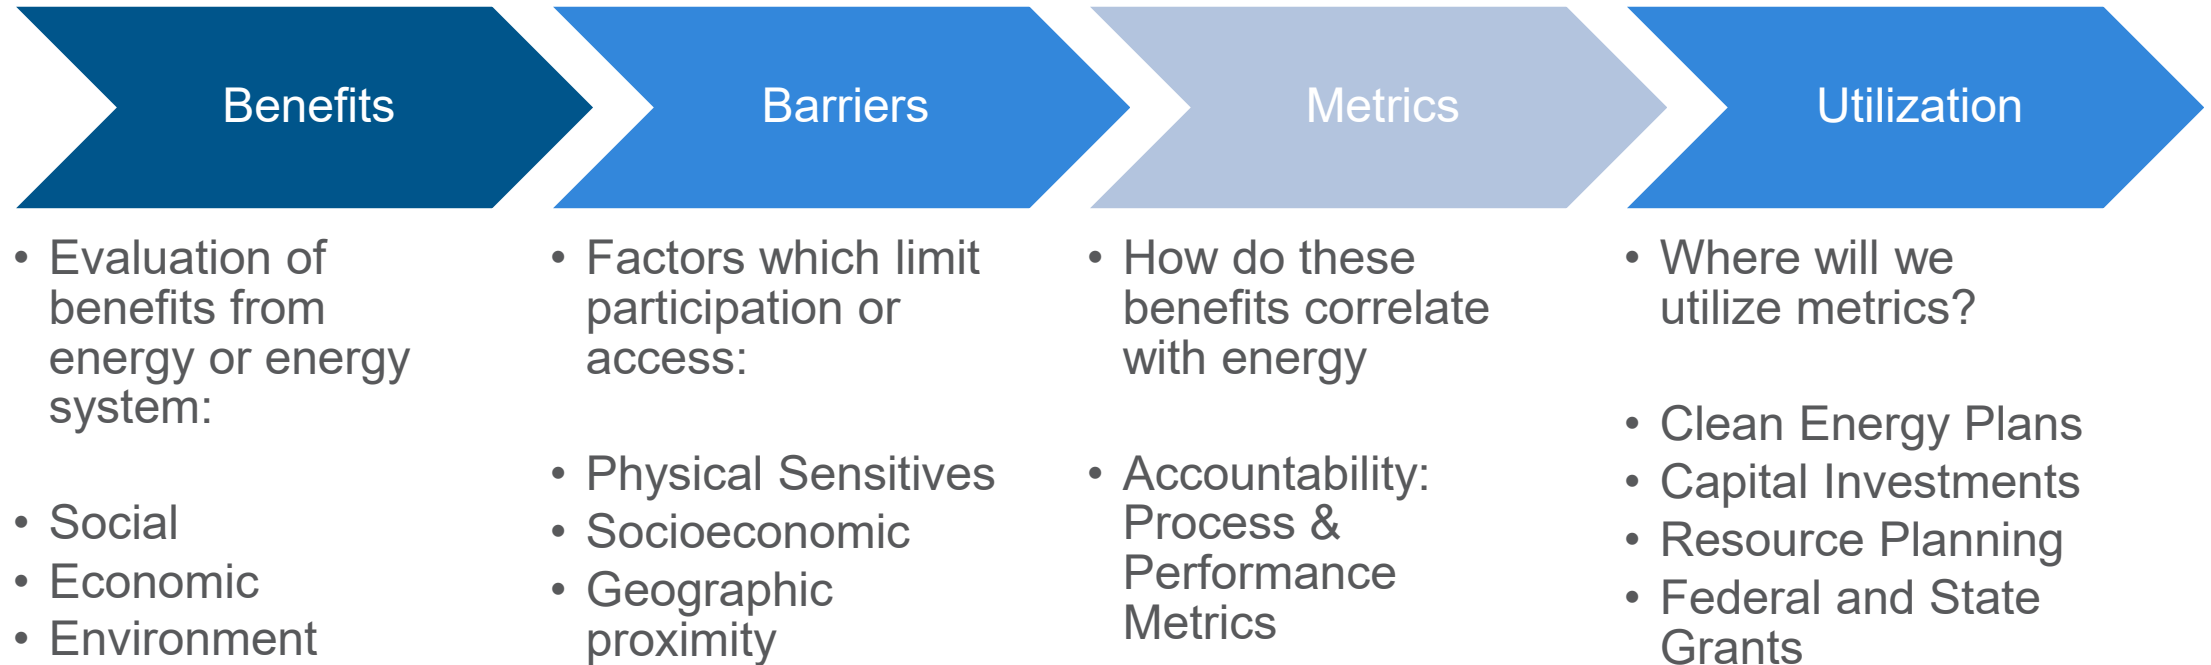 Benefits
• Evaluation of
benefits from
energy or energy
system:
• Social
• Economic
• Environment
Barriers
• Factors which limit
participation or
access:
• Physical Sensitives
• Socioeconomic
• Geographic
proximity
Metrics
• How do these
benefits correlate
with energy
• Accountability:
Process &
Performance
Metrics
Utilization
• Where will we
utilize metrics?
• Clean Energy Plans
• Capital Investments
• Resource Planning
• Federal and State
Grants